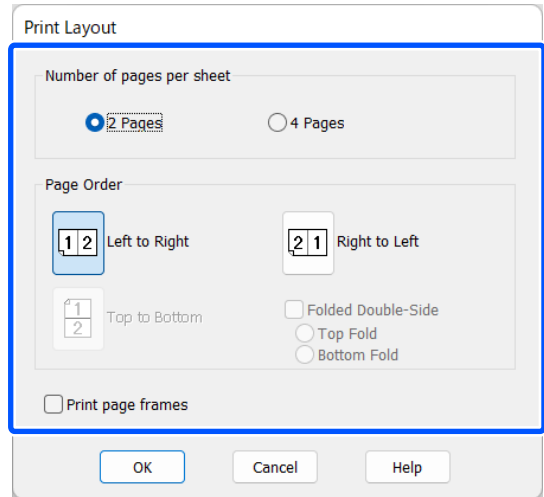 Print Layout
Number of pages per sheet
2 Pages
4 Pages
Page Order
1 2 Left to Right
2 1 Right to Left
1
2
Top to Bottom
Folded Double-Side
Top Fold
Bottom Fold
Print page frames
OK Cancel Help